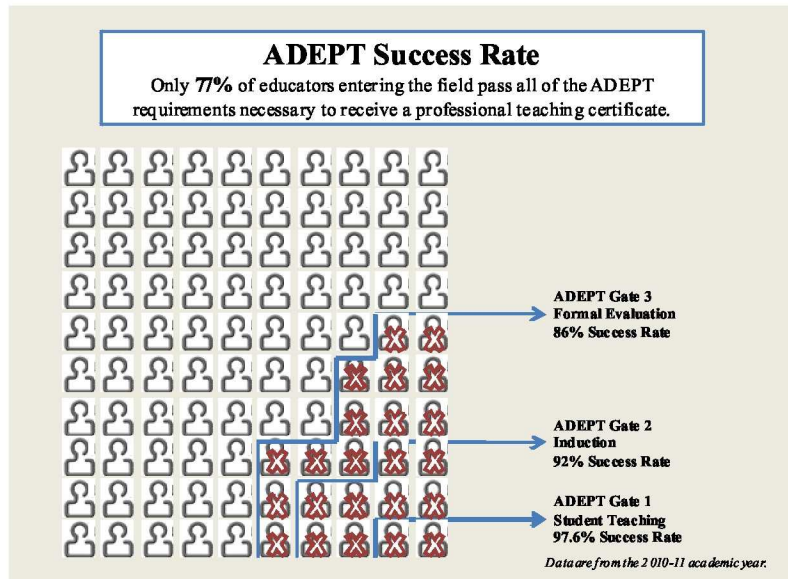 ADEPT Success Rate
Only 77% of educators entering the field pass all of the ADEPT
requirements necessary to receive a professional teaching certificate.
ADEPT Gate 3
Formal Evaluation
86% Success Rate
ADEPT Gate 2
Induction
92% Success Rate
ADEPT Gate 1
Student Teaching
97.6% Success Rate
Data are from the 2010-11 academic year.